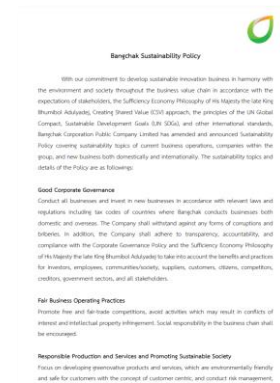 Bangchak Sustainability Policy
With our commitment to develop sustainable innovation business in harmony with
the environment and society throughout the business value chain in accordance with the
expectations of stakeholders, the Sufficiency Economy Philosophy of His Majesty the late King
Bhumibol Adulyadej, Creating Shared Value (CSV) approach, the principles of the UN Global
Compact, Sustainable Development Goals (UN SDGs), and other international standards,
Bangchak Corporation Public Company Limited has amended and announced Sustainability
Policy covering sustainability topics of current business operations, companies within the
group, and new business both domestically and internationally. The sustainability topics and
details of the Policy are as followings:
Good Corporate Governance
Conduct all businesses and invest in new businesses in accordance with relevant laws and
regulations including tax codes of countries where Bangchak conducts businesses both
domestic and overseas. The Company shall withstand against any forms of corruptions and
briberies. In addition, the Company shall adhere to transparency, accountability, and
compliance with the Corporate Governance Policy and the Sufficiency Economy Philosophy
of His Majesty the late King Bhumibol Adulyadej to take into account the benefits and practices
for investors, employees, communities/society, suppliers, customers, citizens, competitors,
creditors, government sectors, and all stakeholders.
Fair Business Operating Practices
Promote free and fair-trade competitions, avoid activities which may result in conflicts of
interest and intellectual property infringement. Social responsibility in the business chain shall
be encouraged.
Responsible Production and Services and Promoting Sustainable Society
Focus on developing greenovative products and services, which are environmentally friendly
and safe for customers with the concept of customer centric, and conduct risk management,